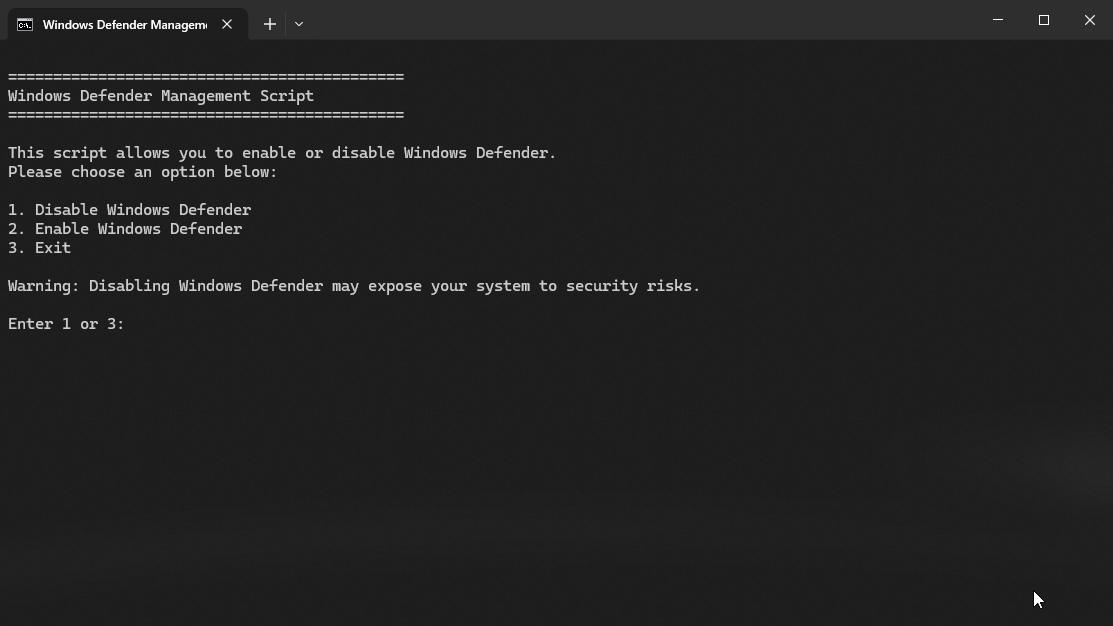 Windows Defender Managem
============================================
Windows Defender Management Script
============================================
This script allows you to enable or disable Windows Defender.
Please choose an option below:
1. Disable Windows Defender
2. Enable Windows Defender
3. Exit
Warning: Disabling Windows Defender may expose your system to security risks.
Enter 1 or 3: